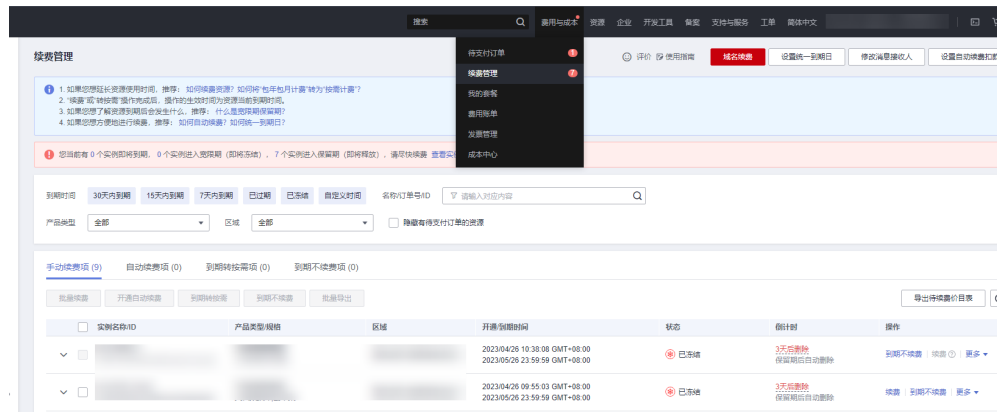 搜索 费用与成本 资源 企业 开发工具 备案 支持与服务 工单 简体中文
续费管理
评价 使用指南 域名续费 设置统一到期日 修改消息接收人 设置自动续费扣款
待支付订单 1
续费管理 7
我的套餐
费用账单
发票管理
成本中心
1. 如果您想延长资源使用时间，推荐：如何续费资源？如何将“包年包月计费”转为“按需计费”?
2. “续费”或“转按需”操作完成后，操作的生效时间为资源当前到期时间。
3. 如果您想了解资源到期后会发生什么，推荐：什么是宽限期保留期?
4. 如果您想方便地进行续费，推荐：如何自动续费? 如何统一到期日?
您当前有 0 个实例即将到期，0 个实例进入宽限期（即将冻结），7 个实例进入保留期（即将释放），请尽快续费 查看实
到期时间 30天内到期 15天内到期 7天内到期 已过期 已冻结 自定义时间 名称/订单号/ID 请输入对应内容
产品类型 全部 区域 全部 隐藏有待支付订单的资源
手动续费项 (9) 自动续费项 (0) 到期转按需项 (0) 到期不续费项 (0)
批量续费 开通自动续费 到期转按需 到期不续费 批量导出 导出待续费价目表
实例名称/ID 产品类型/规格 区域 开通/到期时间 状态 倒计时 操作
2023/04/26 10:38:08 GMT+08:00
2023/05/26 23:59:59 GMT+08:00
已冻结
3天后删除
保留期后自动删除
到期不续费 续费 更多
2023/04/26 09:55:03 GMT+08:00
2023/05/26 23:59:59 GMT+08:00
已冻结
3天后删除
保留期后自动删除
续费 到期不续费 更多